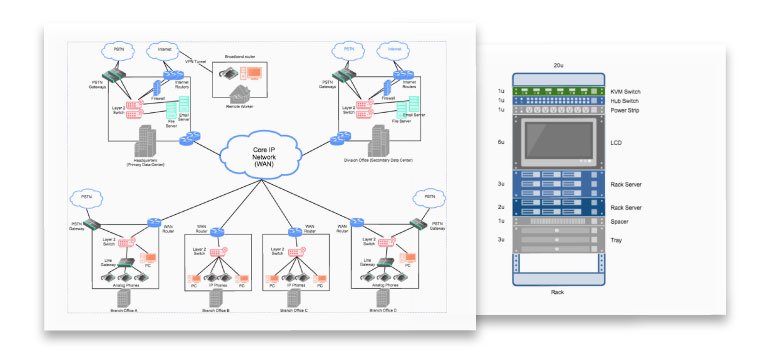 PSTN
Internet
VPN Tunnel
Broadband router
PSTN
Gateways
Internet
Routers
Firewall
Remote Worker
Layer 2
Switch
Email
Server
File
Server
Headquarters
(Primary Data Center)
PSTN
Internet
PSTN
Gateways
Internet
Routers
Firewall
Layer 2
Switch
Email Server
File
Server
Division Office (Secondary Data Center)
Core IP
Network
(WAN)
PSTN
PSTN
Gateway
WAN
Router
Layer 2
Switch
Line
Gateway
PC
Analog Phones
Branch Office A
WAN
Router
Layer 2
Switch
PC
IP Phones
PC
Branch Office B
WAN
Router
Layer 2
Switch
PC
IP Phones
PC
Branch Office C
PSTN
WAN
Router
PSTN
Gateway
Layer 2
Switch
Line
Gateway
PC
Analog Phones
Branch Office D
20u
1u KVM Switch
1u Hub Switch
1u Power Strip
6u LCD
3u Rack Server
2u Rack Server
1u Spacer
3u Tray
Rack